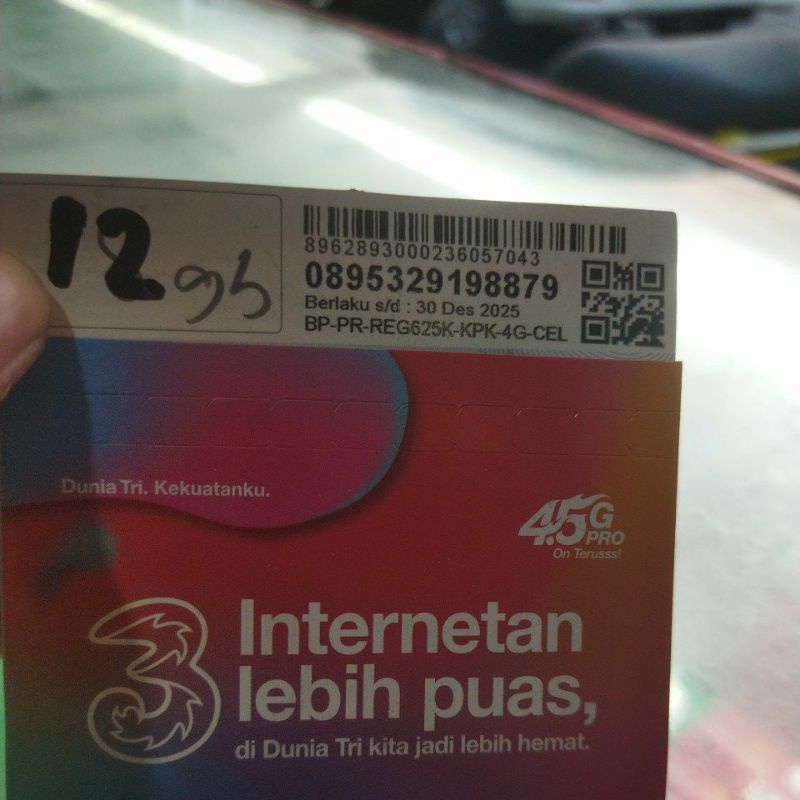 12 gb
8962893000236057043
0895329198879
Berlaku s/d : 30 Des 2025
BP-PR-REG625K-KPK-4G-CEL
Dunia Tri. Kekuatanku.
4.5G
PRO
On Terusss!
3
Internetan
lebih puas,
di Dunia Tri kita jadi lebih hemat.